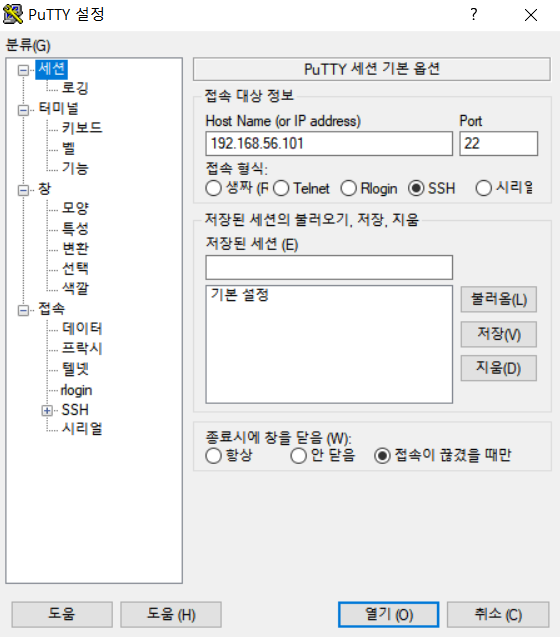 PuTTY 설정
분류(G)
세션
로깅
터미널
키보드
벨
기능
창
모양
특성
변환
선택
색깔
접속
데이터
프락시
텔넷
rlogin
SSH
시리얼
PuTTY 세션 기본 옵션
접속 대상 정보
Host Name (or IP address) Port
192.168.56.101 22
접속 형식:
생짜 (R Telnet Rlogin SSH 시리얼
저장된 세션의 불러오기, 저장, 지움
저장된 세션 (E)
기본 설정
불러옴(L)
저장(V)
지움(D)
종료시에 창을 닫음 (W):
항상 안 닫음 접속이 끊겼을 때만
도움 도움 (H) 열기 (O) 취소 (C)